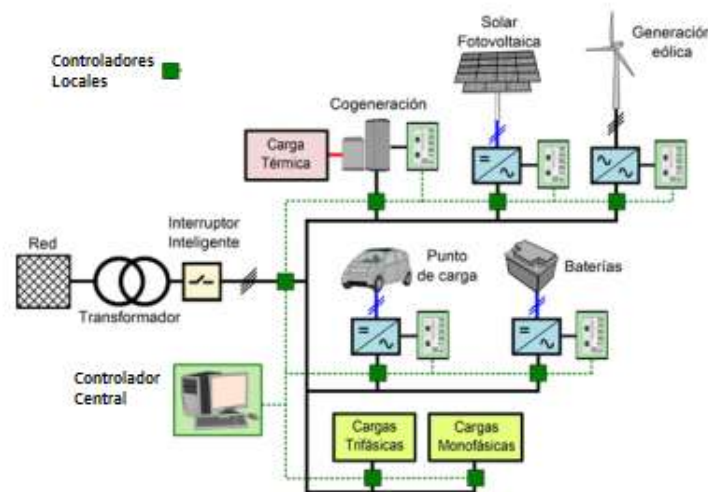 Solar
Fotovoltaica
Generación
eólica
Controladores
Locales
Cogeneración
Carga
Térmica
Interruptor
Inteligente
Red
Transformador
Punto
de carga
Baterías
Controlador
Central
Cargas
Trifásicas
Cargas
Monofásicas